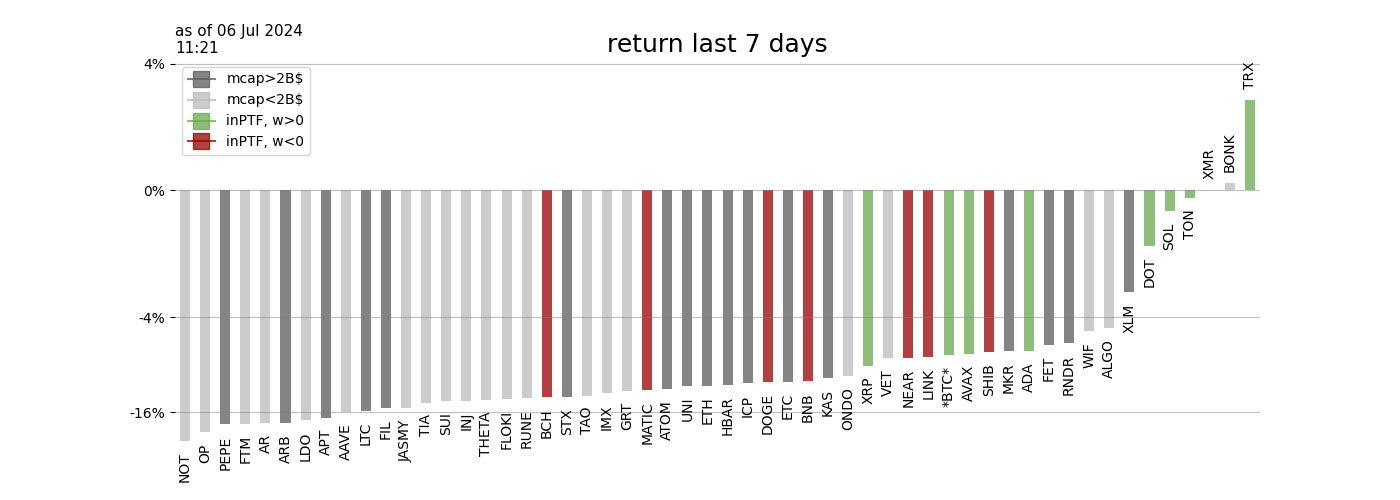 as of 06 Jul 2024
11:21
return last 7 days
4%
0%
-4%
-16%
mcap>2B$
mcap<2B$
inPTF, w>0
inPTF, w<0
NOT
OP
PEPE
FTM
AR
ARB
LDO
APT
AAVE
LTC
FIL
JASMY
TIA
SUI
INJ
THETA
FLOKI
RUNE
BCH
STX
TAO
IMX
GRT
MATIC
ATOM
UNI
ETH
HBAR
ICP
DOGE
ETC
BNB
KAS
ONDO
XRP
VET
NEAR
LINK
*BTC*
AVAX
SHIB
MKR
ADA
FET
RNDR
WIF
ALGO
XLM
DOT
SOL
TON
XMR
BONK
TRX